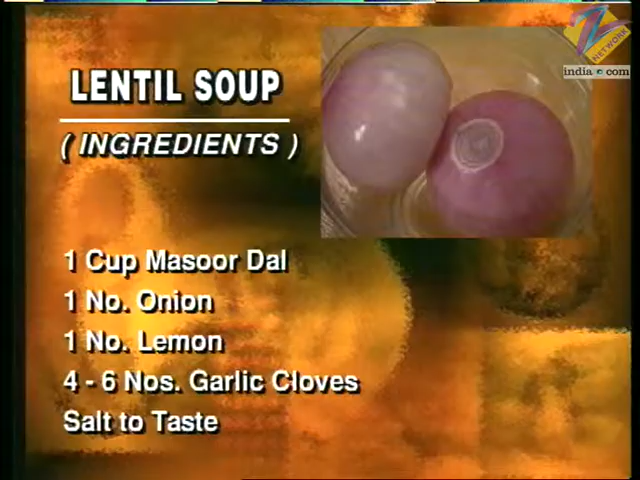 Z
NETWORK
india.com
LENTIL SOUP
( INGREDIENTS )
1 Cup Masoor Dal
1 No. Onion
1 No. Lemon
4 - 6 Nos. Garlic Cloves
Salt to Taste